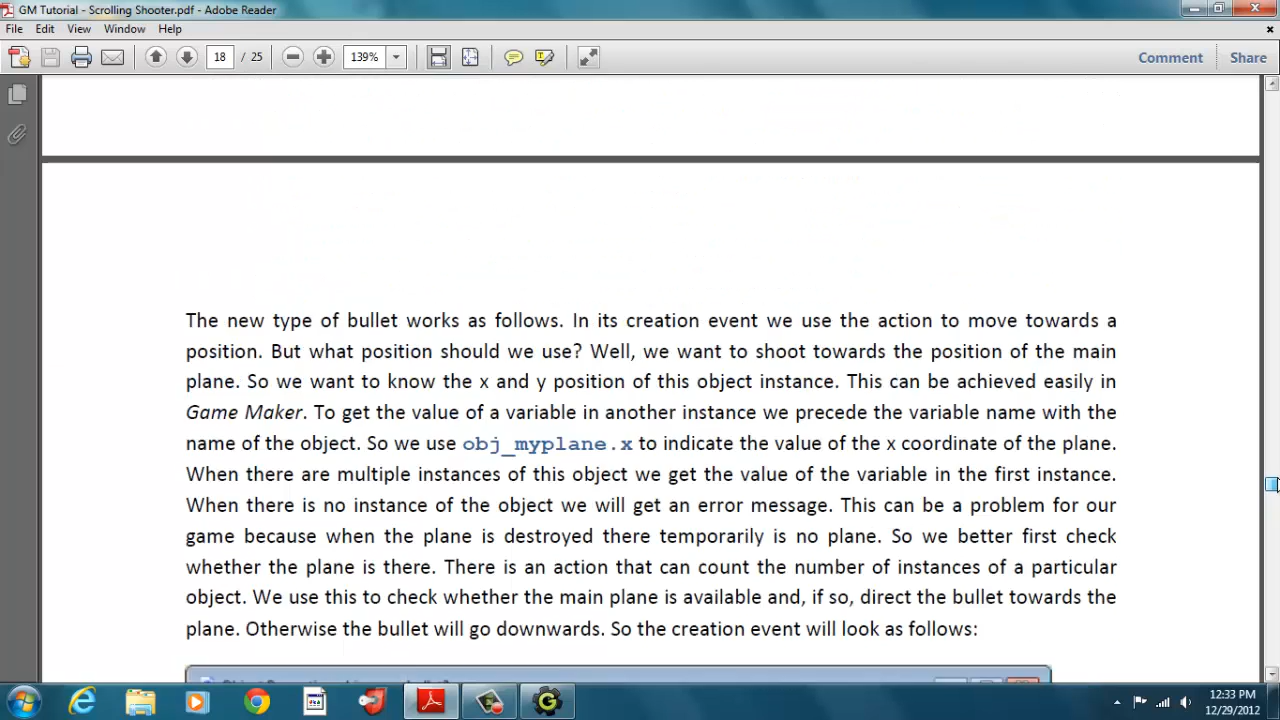 GM Tutorial - Scrolling Shooter.pdf - Adobe Reader
File Edit View Window Help
18 / 25 139% Comment Share
The new type of bullet works as follows. In its creation event we use the action to move towards a
position. But what position should we use? Well, we want to shoot towards the position of the main
plane. So we want to know the x and y position of this object instance. This can be achieved easily in
Game Maker. To get the value of a variable in another instance we precede the variable name with the
name of the object. So we use obj_myplane.x to indicate the value of the x coordinate of the plane.
When there are multiple instances of this object we get the value of the variable in the first instance.
When there is no instance of the object we will get an error message. This can be a problem for our
game because when the plane is destroyed there temporarily is no plane. So we better first check
whether the plane is there. There is an action that can count the number of instances of a particular
object. We use this to check whether the main plane is available and, if so, direct the bullet towards the
plane. Otherwise the bullet will go downwards. So the creation event will look as follows:
12:33 PM
12/29/2012